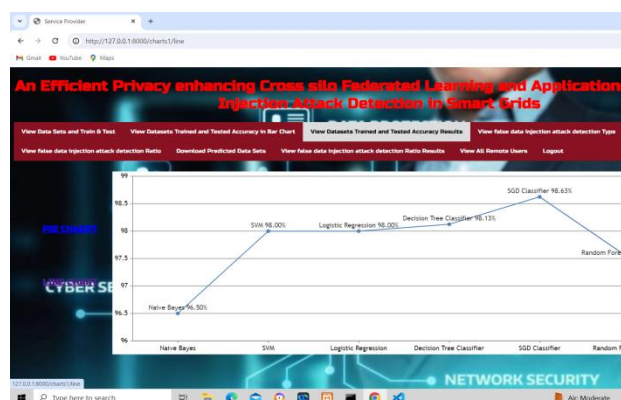 Service Provider
http://127.0.0.1:8000/charts1/line
Gmail YouTube Maps
An Efficient Privacy enhancing Cross silo Federated Learning and Application
Injection Attack Detection in Smart Grids
View Data Sets and Train & Test View Datasets Trained and Tested Accuracy in Bar Chart View Datasets Trained and Tested Accuracy Results View false data injection attack detection Type
View false data injection attack detection Ratio Download Predicted Data Sets View false data injection attack detection Ratio Results View All Remote Users Logout
99
SGD Classifier 98.63%
98.5
Decision Tree Classifier 98.13%
SVM 98.00% Logistic Regression 98.00%
PIE CHART
98
Random Fore
97.5
LINE CHART
CYBER SE
97
Naive Bayes 96.50%
96.5
96
Naive Bayes SVM Logistic Regression Decision Tree Classifier SGD Classifier Random F
NETWORK SECURITY
127.0.0.1:8000/charts1/line
Type here to search
Air: Moderate